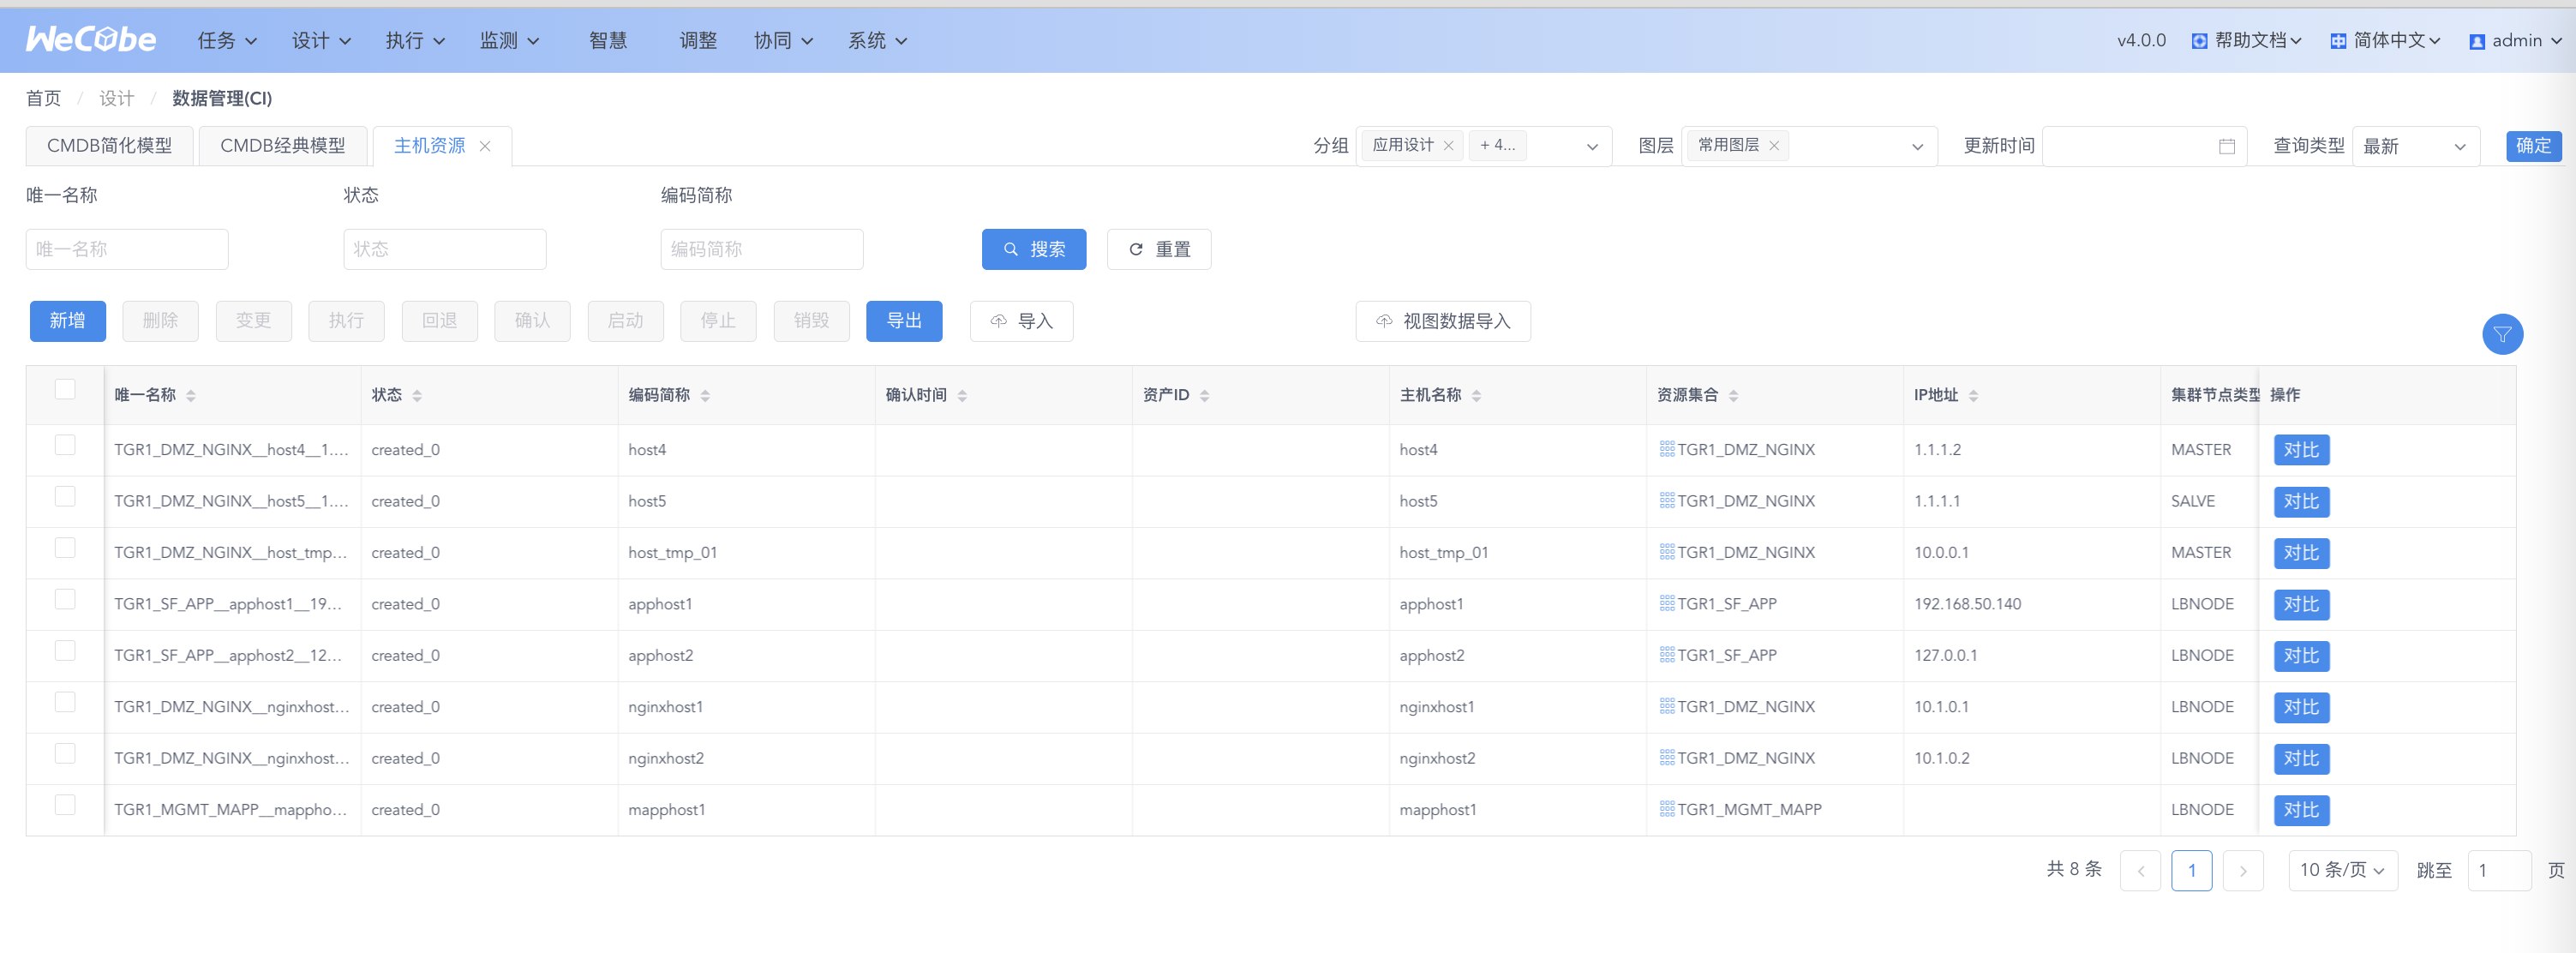 WeCube 任务 设计 执行 监测 智慧 调整 协同 系统 v4.0.0 帮助文档 简体中文 admin
首页 / 设计 / 数据管理(CI)
CMDB简化模型 CMDB经典模型 主机资源 分组 应用设计 + 4... 图层 常用图层 更新时间 查询类型 最新 确定
唯一名称 状态 编码简称
唯一名称 状态 编码简称 搜索 重置
新增 删除 变更 执行 回退 确认 启动 停止 销毁 导出 导入 视图数据导入
唯一名称 状态 编码简称 确认时间 资产ID 主机名称 资源集合 IP地址 集群节点类型 操作
TGR1_DMZ_NGINX__host4__1.... created_0 host4 host4 TGR1_DMZ_NGINX 1.1.1.2 MASTER 对比
TGR1_DMZ_NGINX__host5__1.... created_0 host5 host5 TGR1_DMZ_NGINX 1.1.1.1 SALVE 对比
TGR1_DMZ_NGINX__host_tmp... created_0 host_tmp_01 host_tmp_01 TGR1_DMZ_NGINX 10.0.0.1 MASTER 对比
TGR1_SF_APP__apphost1__19... created_0 apphost1 apphost1 TGR1_SF_APP 192.168.50.140 LBNODE 对比
TGR1_SF_APP__apphost2__12... created_0 apphost2 apphost2 TGR1_SF_APP 127.0.0.1 LBNODE 对比
TGR1_DMZ_NGINX__nginxhost... created_0 nginxhost1 nginxhost1 TGR1_DMZ_NGINX 10.1.0.1 LBNODE 对比
TGR1_DMZ_NGINX__nginxhost... created_0 nginxhost2 nginxhost2 TGR1_DMZ_NGINX 10.1.0.2 LBNODE 对比
TGR1_MGMT_MAPP__mappho... created_0 mapphost1 mapphost1 TGR1_MGMT_MAPP LBNODE 对比
共 8 条 1 10 条/页 跳至 1 页